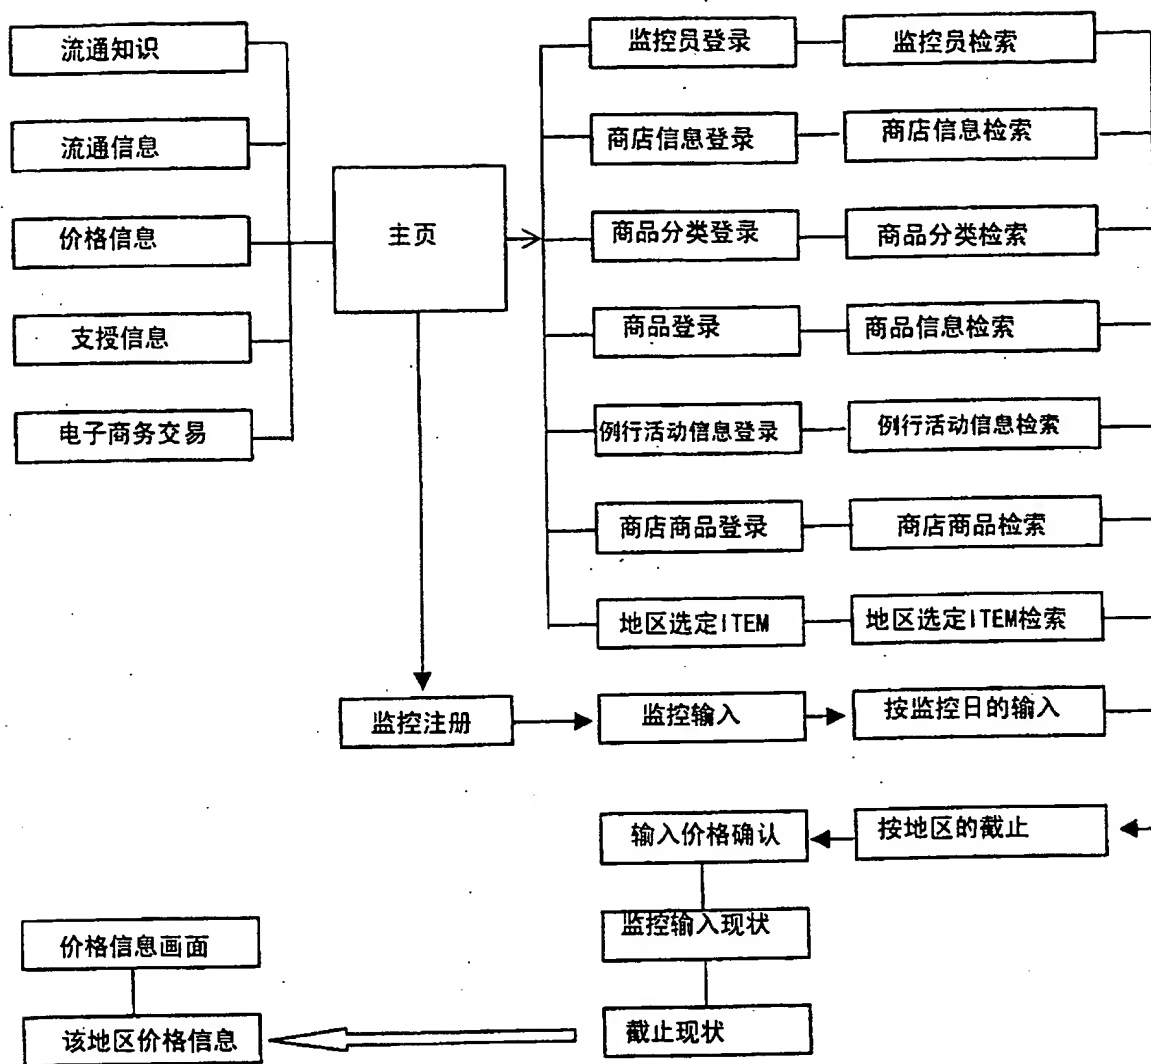 流通知识
流通信息
价格信息
支授信息
电子商务交易
主页
监控员登录
监控员检索
商店信息登录
商店信息检索
商品分类登录
商品分类检索
商品登录
商品信息检索
例行活动信息登录
例行活动信息检索
商店商品登录
商店商品检索
地区选定ITEM
地区选定ITEM检索
监控注册
监控输入
按监控日的输入
输入价格确认
按地区的截止
监控输入现状
截止现状
价格信息画面
该地区价格信息